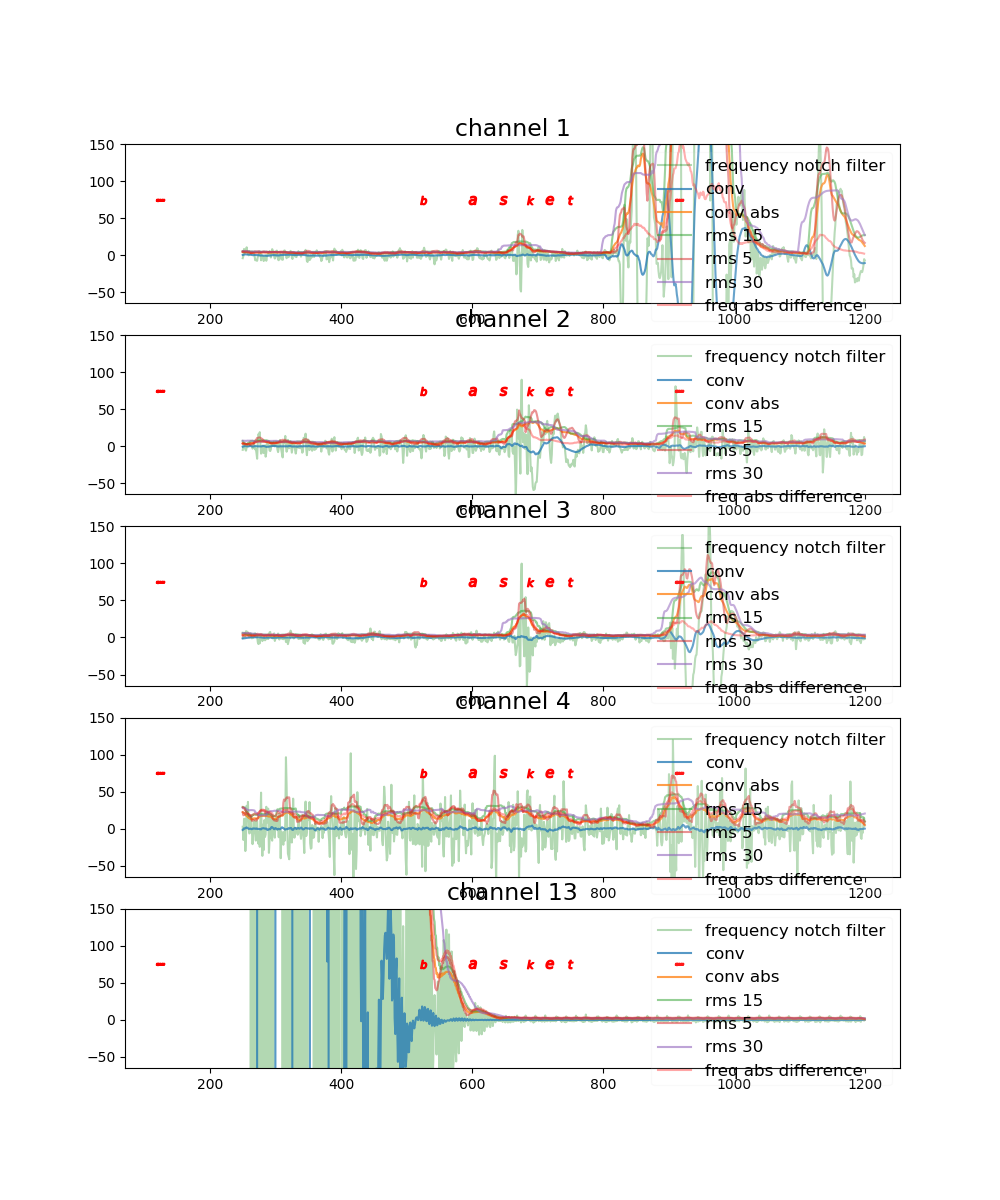 channel 1
150
100
50
0
−50
- b a s k e t -
frequency notch filter
conv
conv abs
rms 15
rms 5
rms 30
freq abs difference
200 400 600 800 1000 1200
channel 2
150
100
50
0
−50
- b a s k e t -
frequency notch filter
conv
conv abs
rms 15
rms 5
rms 30
freq abs difference
200 400 600 800 1000 1200
channel 3
150
100
50
0
−50
- b a s k e t -
frequency notch filter
conv
conv abs
rms 15
rms 5
rms 30
freq abs difference
200 400 600 800 1000 1200
channel 4
150
100
50
0
−50
- b a s k e t -
frequency notch filter
conv
conv abs
rms 15
rms 5
rms 30
freq abs difference
200 400 600 800 1000 1200
channel 13
150
100
50
0
−50
- b a s k e t -
frequency notch filter
conv
conv abs
rms 15
rms 5
rms 30
freq abs difference
200 400 600 800 1000 1200